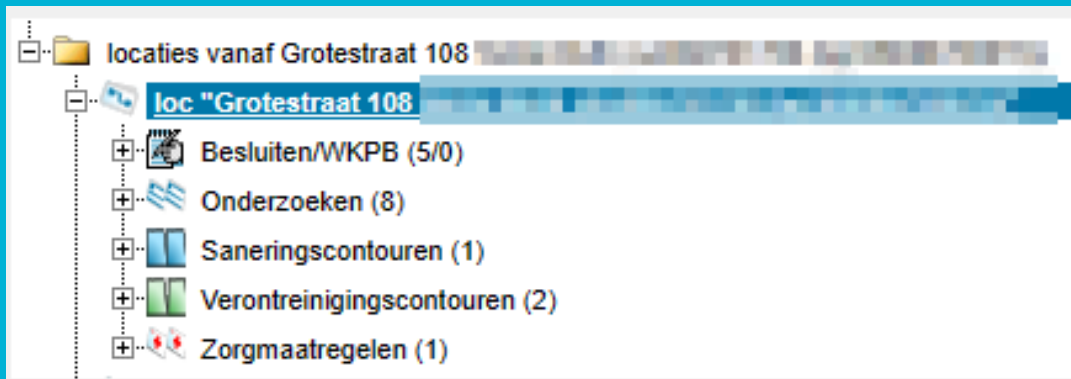 locaties vanaf Grotestraat 108
loc "Grotestraat 108
Besluiten/WKPB (5/0)
Onderzoeken (8)
Saneringscontouren (1)
Verontreinigingscontouren (2)
Zorgmaatregelen (1)